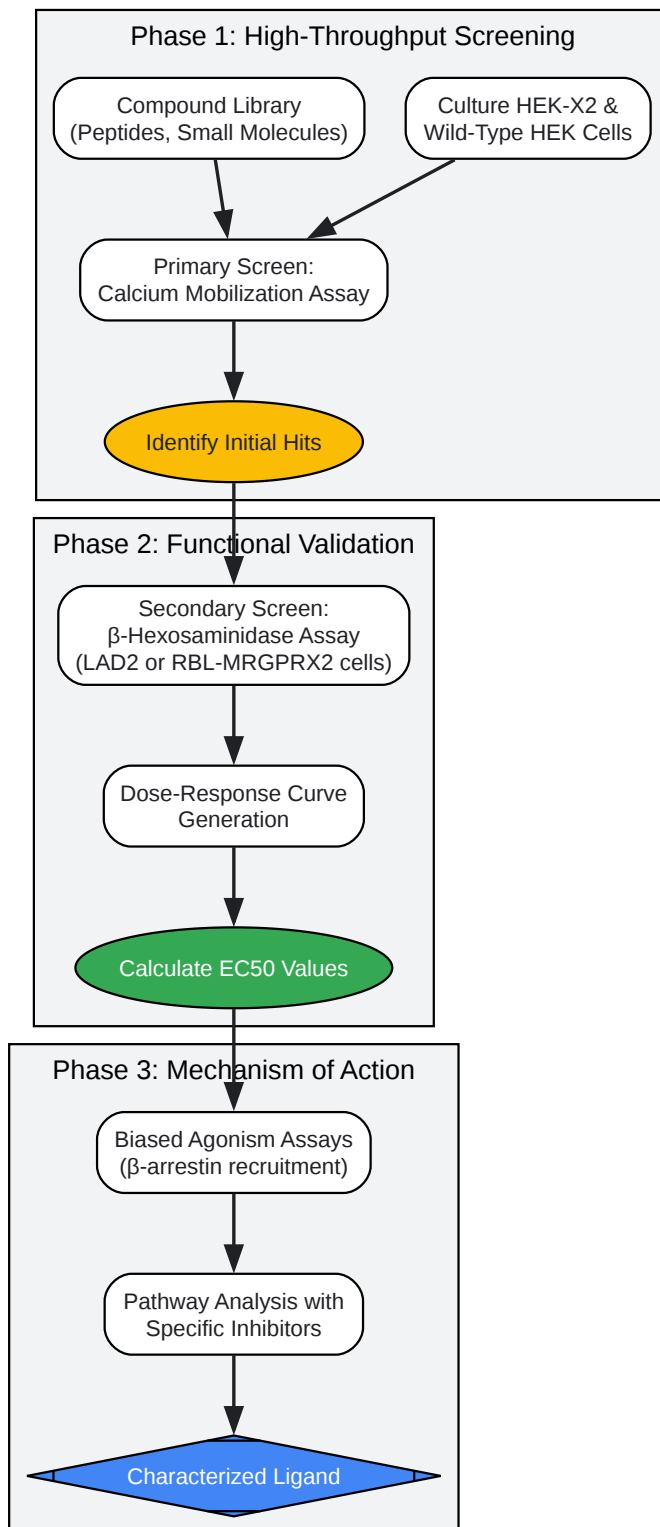 Phase 1: High-Throughput Screening
Compound Library
(Peptides, Small Molecules)
Culture HEK-X2 &
Wild-Type HEK Cells
Primary Screen:
Calcium Mobilization Assay
Identify Initial Hits
Phase 2: Functional Validation
Secondary Screen:
β-Hexosaminidase Assay
(LAD2 or RBL-MRGPRX2 cells)
Dose-Response Curve
Generation
Calculate EC50 Values
Phase 3: Mechanism of Action
Biased Agonism Assays
(β-arrestin recruitment)
Pathway Analysis with
Specific Inhibitors
Characterized Ligand